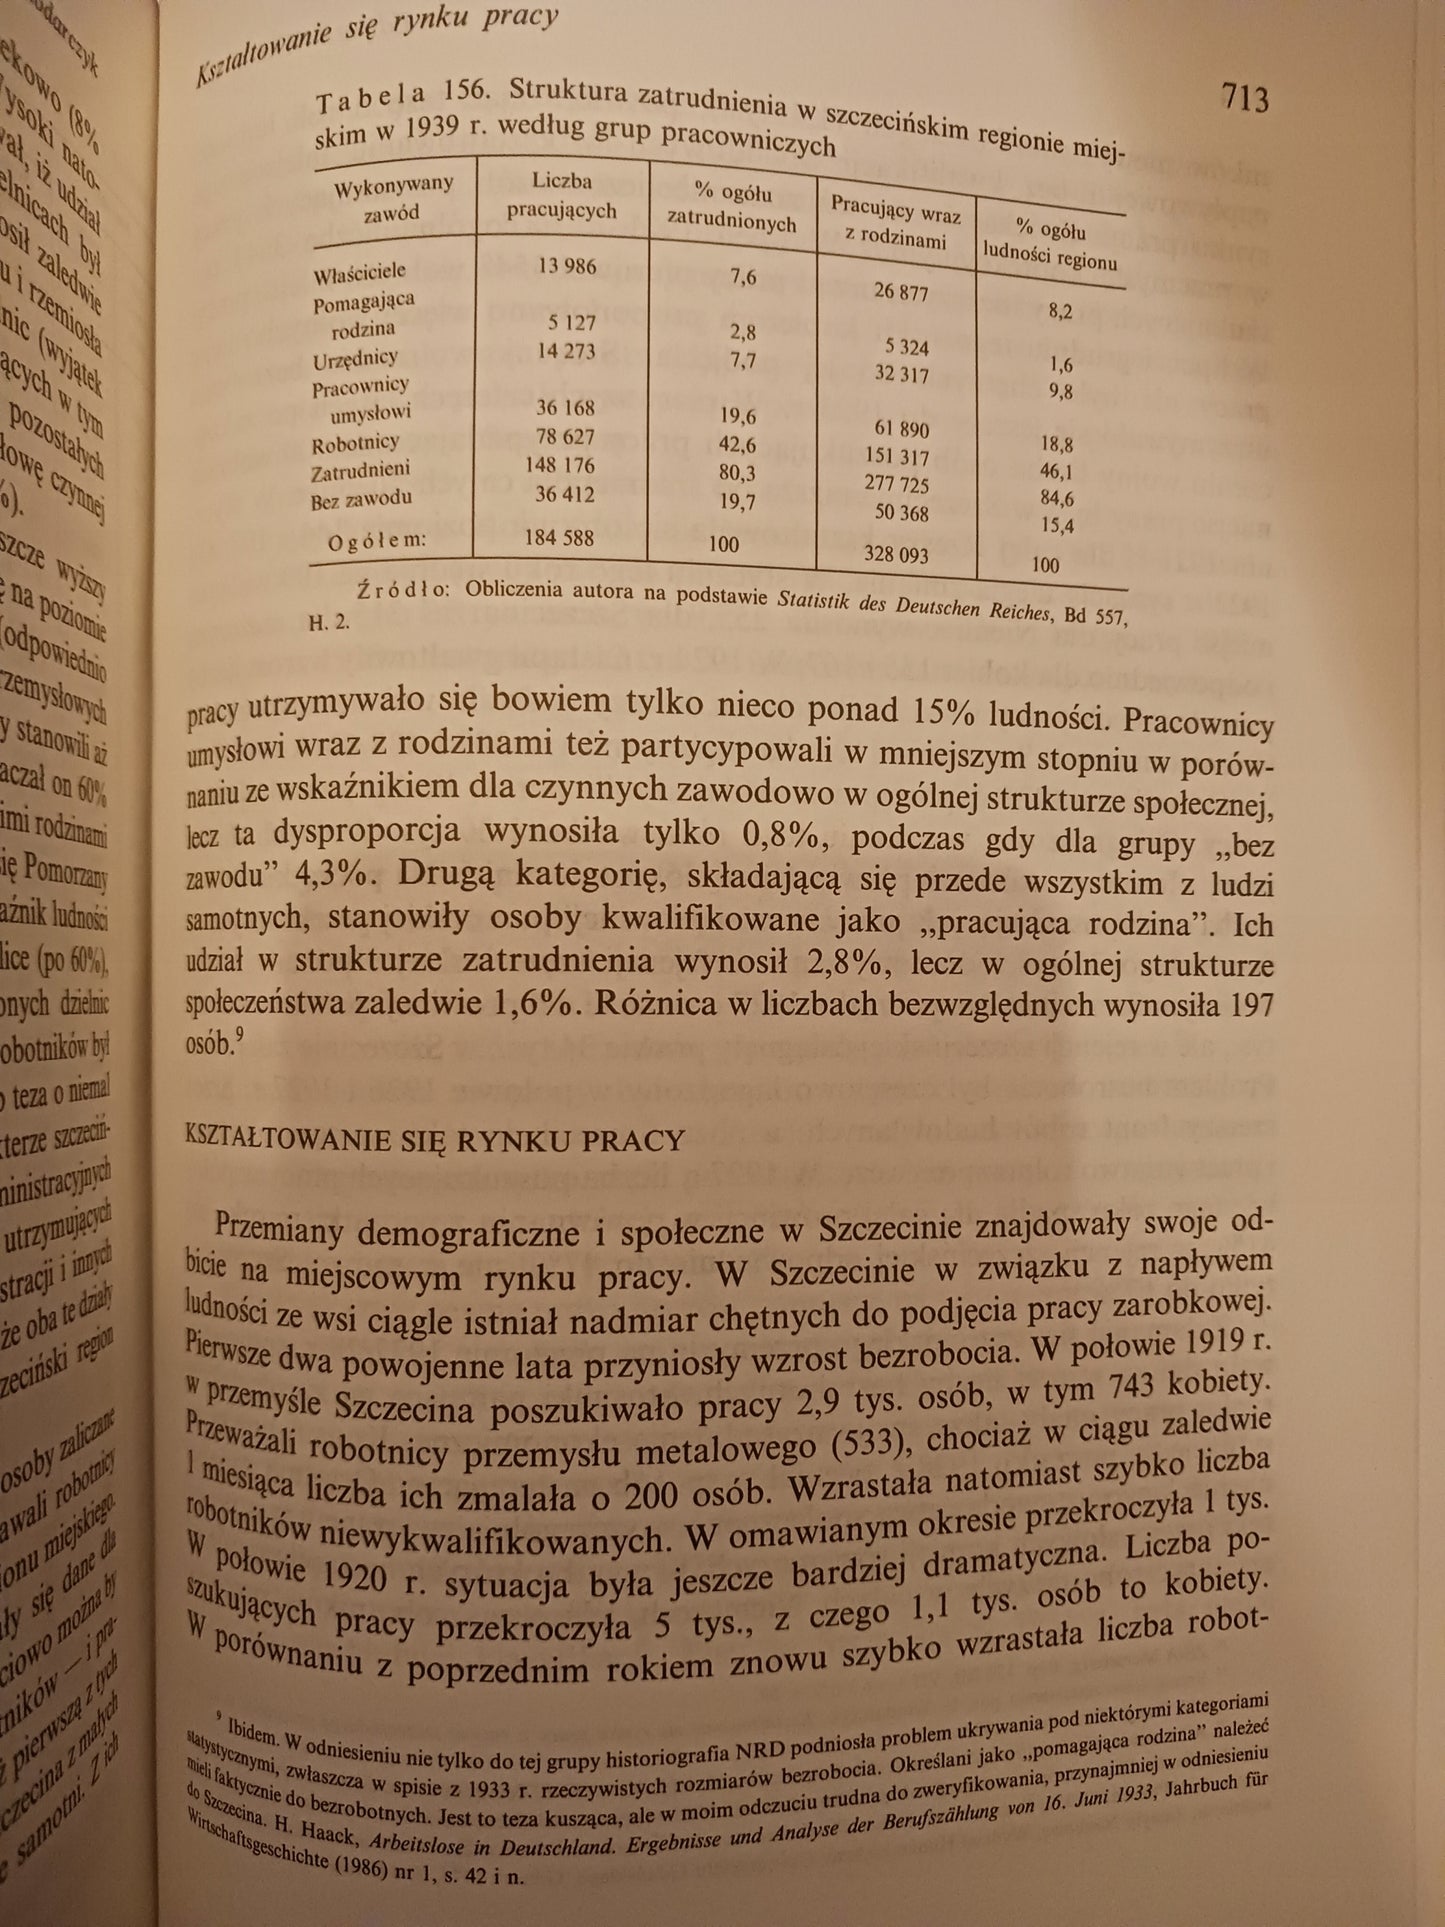 Kształtowanie się rynku pracy
713
Tabela 156. Struktura zatrudnienia w szczecińskim regionie miej-
skim w 1939 r. według grup pracowniczych
Wykonywany zawód | Liczba pracujących | % ogółu zatrudnionych | Pracujący wraz z rodzinami | % ogółu ludności regionu
Właściciele 13 986 7,6 26 877 8,2
Pomagająca
rodzina 5 127 2,8 5 324 1,6
Urzędnicy 14 273 7,7 32 317 9,8
Pracownicy
umysłowi 36 168 19,6 61 890 18,8
Robotnicy 78 627 42,6 151 317 46,1
Zatrudnieni 148 176 80,3 277 725 84,6
Bez zawodu 36 412 19,7 50 368 15,4
Ogółem: 184 588 100 328 093 100
Źródło: Obliczenia autora na podstawie Statistik des Deutschen Reiches, Bd 557,
H. 2.
pracy utrzymywało się bowiem tylko nieco ponad 15% ludności. Pracownicy
umysłowi wraz z rodzinami też partycypowali w mniejszym stopniu w porów-
naniu ze wskaźnikiem dla czynnych zawodowo w ogólnej strukturze społecznej,
lecz ta dysproporcja wynosiła tylko 0,8%, podczas gdy dla grupy „bez
zawodu” 4,3%. Drugą kategorię, składającą się przede wszystkim z ludzi
samotnych, stanowiły osoby kwalifikowane jako „pracująca rodzina”. Ich
udział w strukturze zatrudnienia wynosił 2,8%, lecz w ogólnej strukturze
społeczeństwa zaledwie 1,6%. Różnica w liczbach bezwzględnych wynosiła 197
osób.⁹
KSZTAŁTOWANIE SIĘ RYNKU PRACY
Przemiany demograficzne i społeczne w Szczecinie znajdowały swoje od-
bicie na miejscowym rynku pracy. W Szczecinie w związku z napływem
ludności ze wsi ciągle istniał nadmiar chętnych do podjęcia pracy zarobkowej.
Pierwsze dwa powojenne lata przyniosły wzrost bezrobocia. W połowie 1919 r.
w przemyśle Szczecina poszukiwało pracy 2,9 tys. osób, w tym 743 kobiety.
Przeważali robotnicy przemysłu metalowego (533), chociaż w ciągu zaledwie
1 miesiąca liczba ich zmalała o 200 osób. Wzrastała natomiast szybko liczba
robotników niewykwalifikowanych. W omawianym okresie przekroczyła 1 tys.
W połowie 1920 r. sytuacja była jeszcze bardziej dramatyczna. Liczba po-
szukujących pracy przekroczyła 5 tys., z czego 1,1 tys. osób to kobiety.
W porównaniu z poprzednim rokiem znowu szybko wzrastała liczba robot-
⁹ Ibidem. W odniesieniu nie tylko do tej grupy historiografia NRD podniosła problem ukrywania pod niektórymi kategoriami
statystycznymi, zwłaszcza w spisie z 1933 r. rzeczywistych rozmiarów bezrobocia. Określani jako „pomagająca rodzina” należeć
mieli faktycznie do bezrobotnych. Jest to teza kusząca, ale w moim odczuciu trudna do zweryfikowania, przynajmniej w odniesieniu
do Szczecina. H. Haack, Arbeitslose in Deutschland. Ergebnisse und Analyse der Berufszählung von 16. Juni 1933, Jahrbuch für
Wirtschaftsgeschichte (1986) nr 1, s. 42 i n.